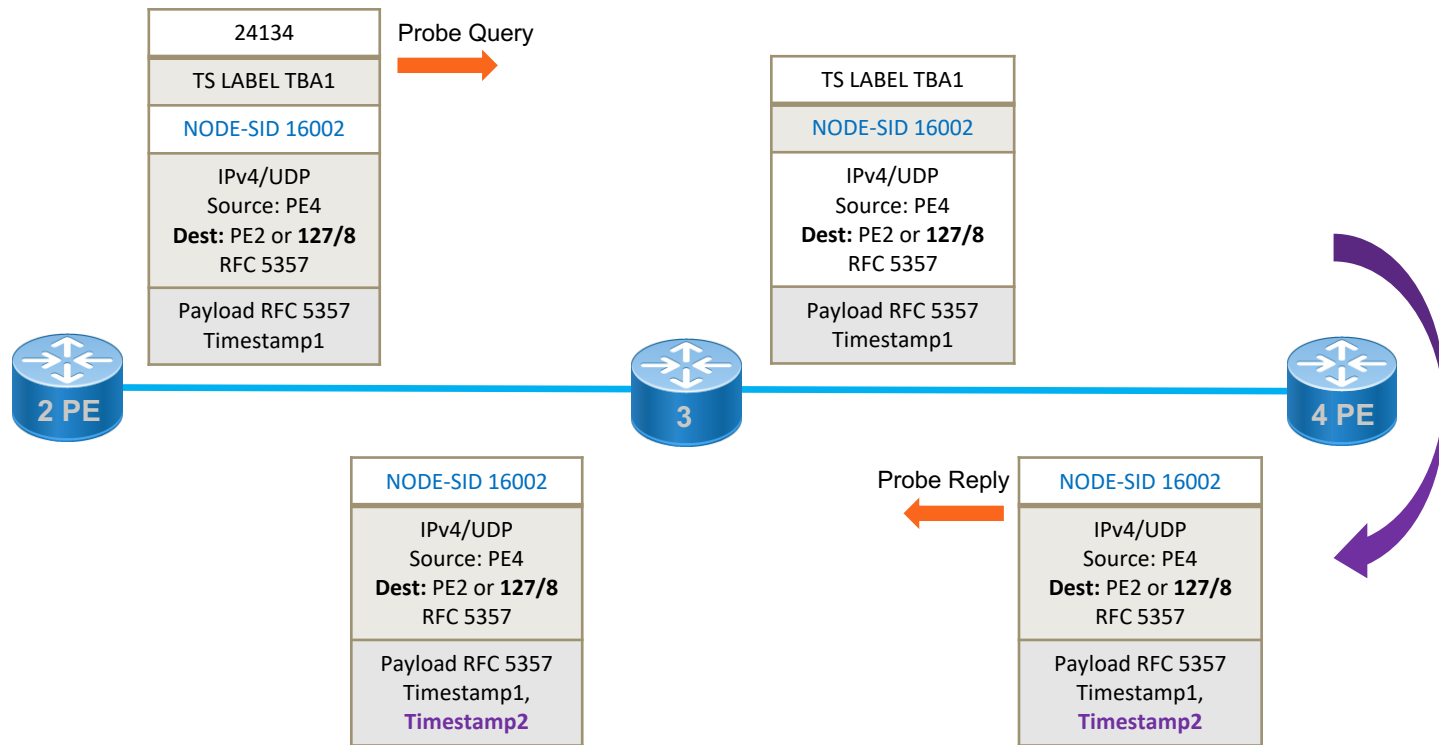 24134
TS LABEL TBA1
NODE-SID 16002
IPv4/UDP
Source: PE4
Dest: PE2 or 127/8
RFC 5357
Payload RFC 5357
Timestamp1
Probe Query
TS LABEL TBA1
NODE-SID 16002
IPv4/UDP
Source: PE4
Dest: PE2 or 127/8
RFC 5357
Payload RFC 5357
Timestamp1
2 PE
3
4 PE
NODE-SID 16002
IPv4/UDP
Source: PE4
Dest: PE2 or 127/8
RFC 5357
Payload RFC 5357
Timestamp1,
Timestamp2
Probe Reply
NODE-SID 16002
IPv4/UDP
Source: PE4
Dest: PE2 or 127/8
RFC 5357
Payload RFC 5357
Timestamp1,
Timestamp2